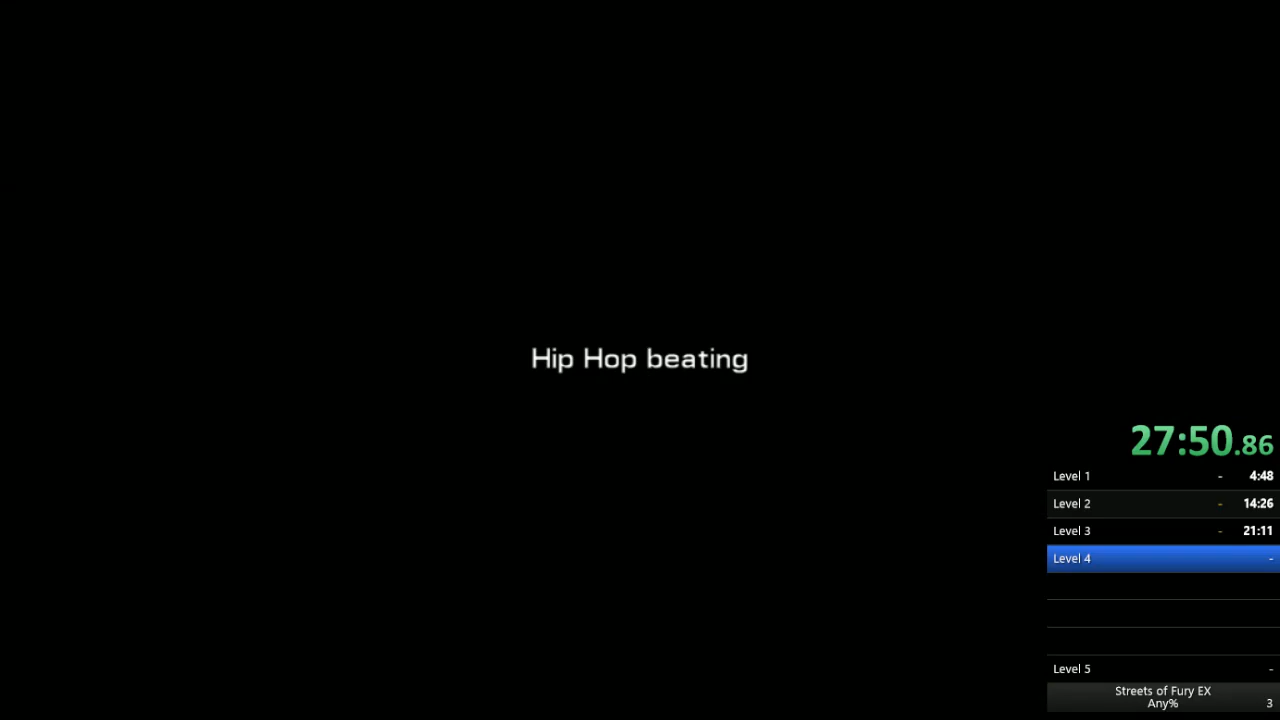 Hip Hop beating
27:50.86
Level 1 - 4:48
Level 2 - 14:26
Level 3 - 21:11
Level 4 -
Level 5 -
Streets of Fury EX
Any% 3